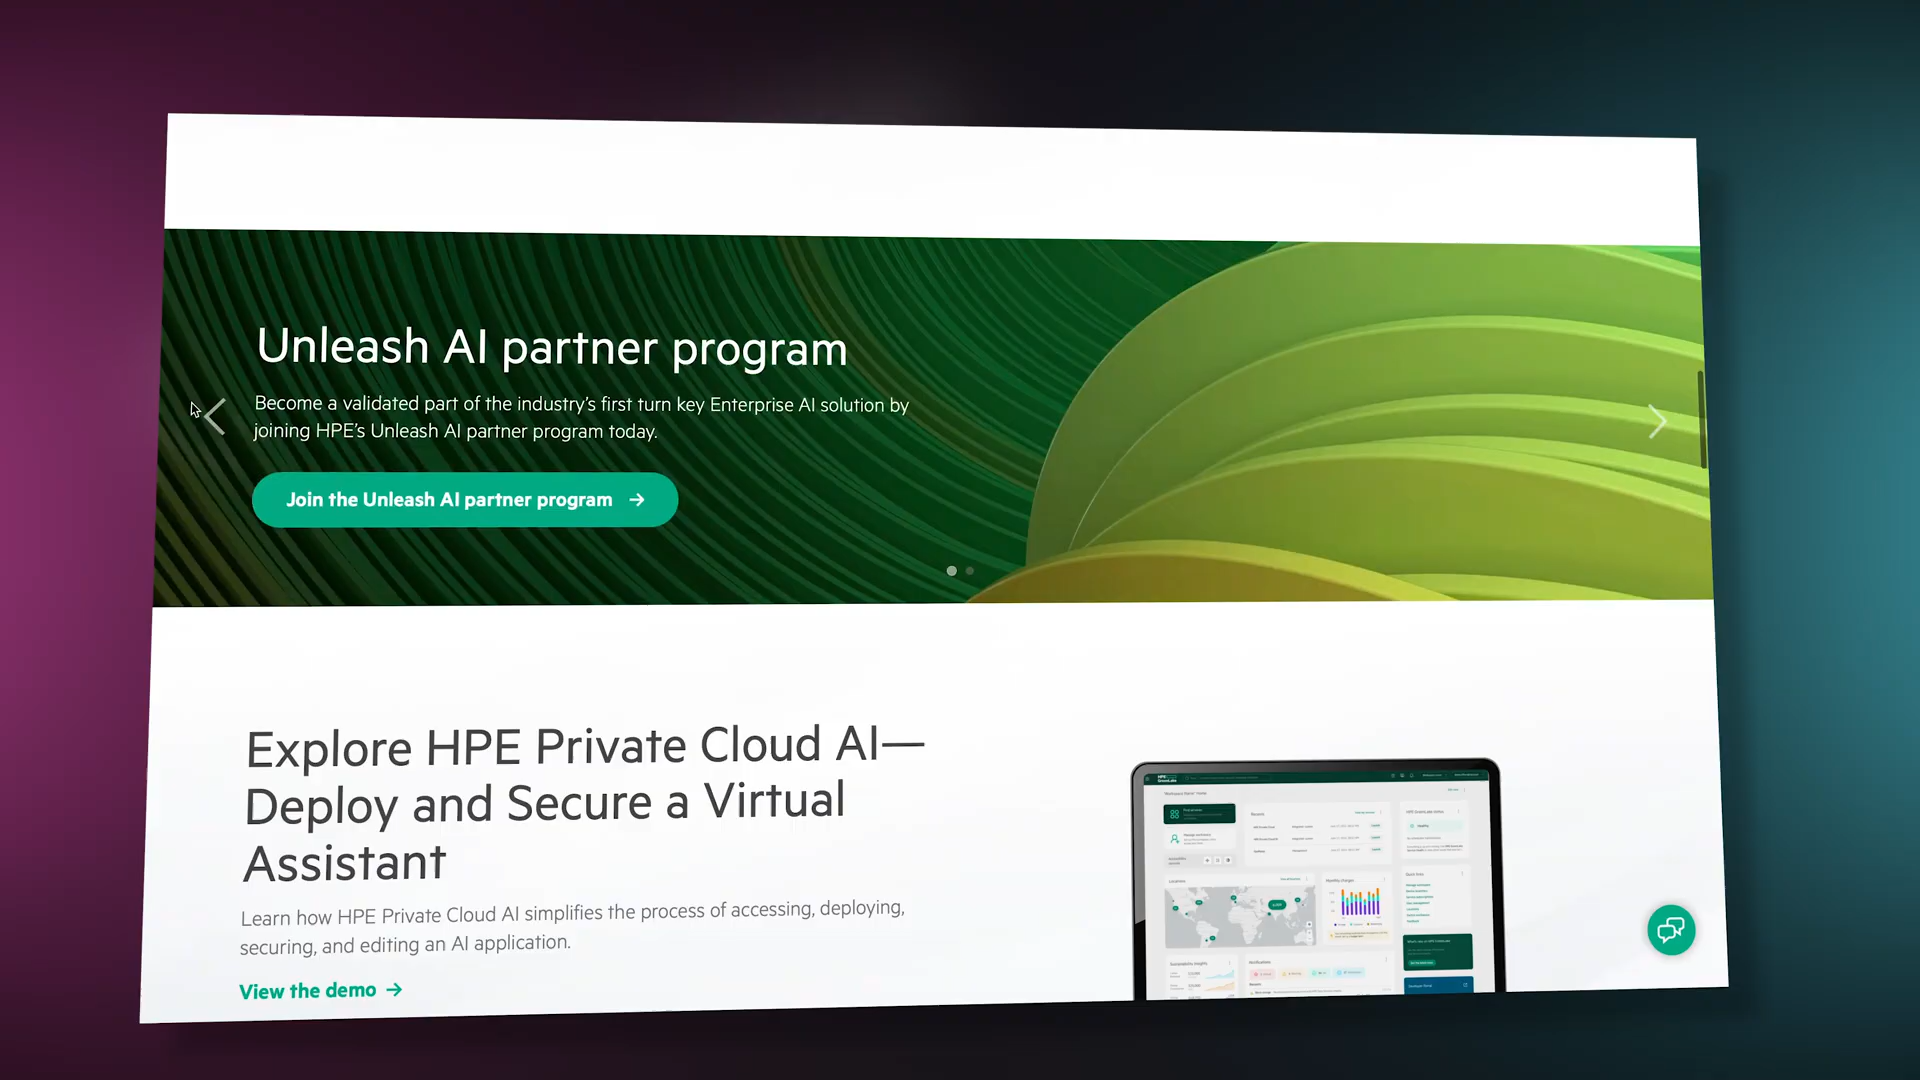 Unleash AI partner program
Become a validated part of the industry's first turn key Enterprise AI solution by
joining HPE's Unleash AI partner program today.
Join the Unleash AI partner program →
Explore HPE Private Cloud AI—
Deploy and Secure a Virtual
Assistant
Learn how HPE Private Cloud AI simplifies the process of accessing, deploying,
securing, and editing an AI application.
View the demo →